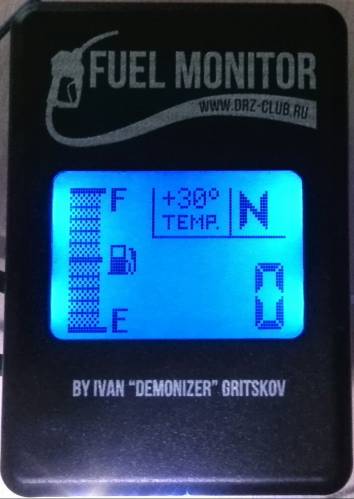 FUEL MONITOR
WWW.DRZ-CLUB.RU
F +30° N
TEMP.
E 0
BY IVAN "DEMONIZER" GRITSKOV